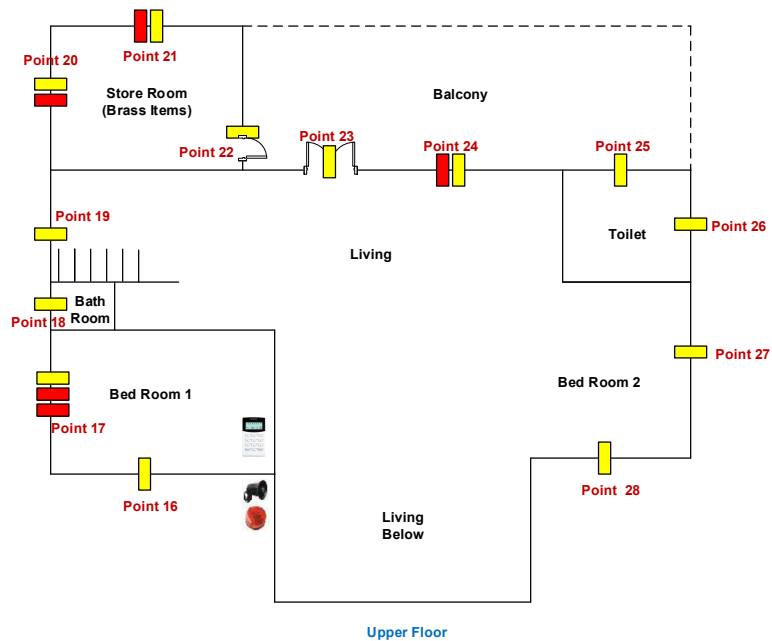 Point 20
Point 21
Store Room
(Brass Items)
Balcony
Point 22
Point 23
Point 24
Point 25
Point 19
Living
Toilet
Point 26
Bath
Room
Point 18
Point 27
Bed Room 1
Bed Room 2
Point 17
Point 16
Point 28
Living
Below
Upper Floor